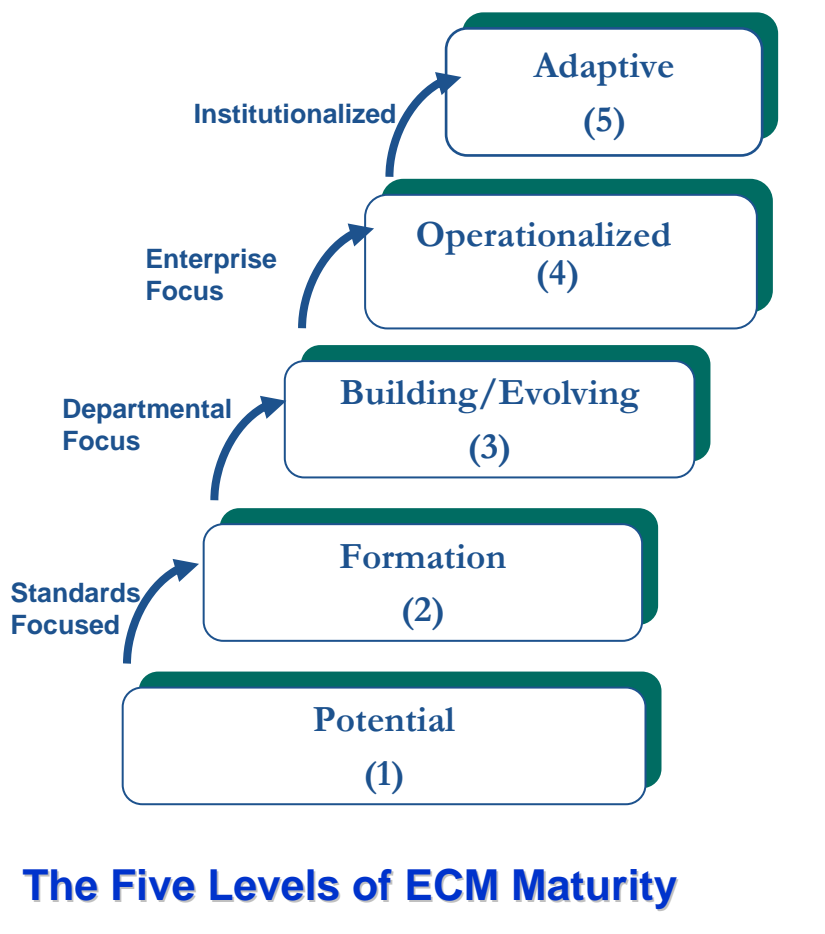 Adaptive
(5)
Institutionalized
Operationalized
(4)
Enterprise
Focus
Building/Evolving
(3)
Departmental
Focus
Formation
(2)
Standards
Focused
Potential
(1)
The Five Levels of ECM Maturity